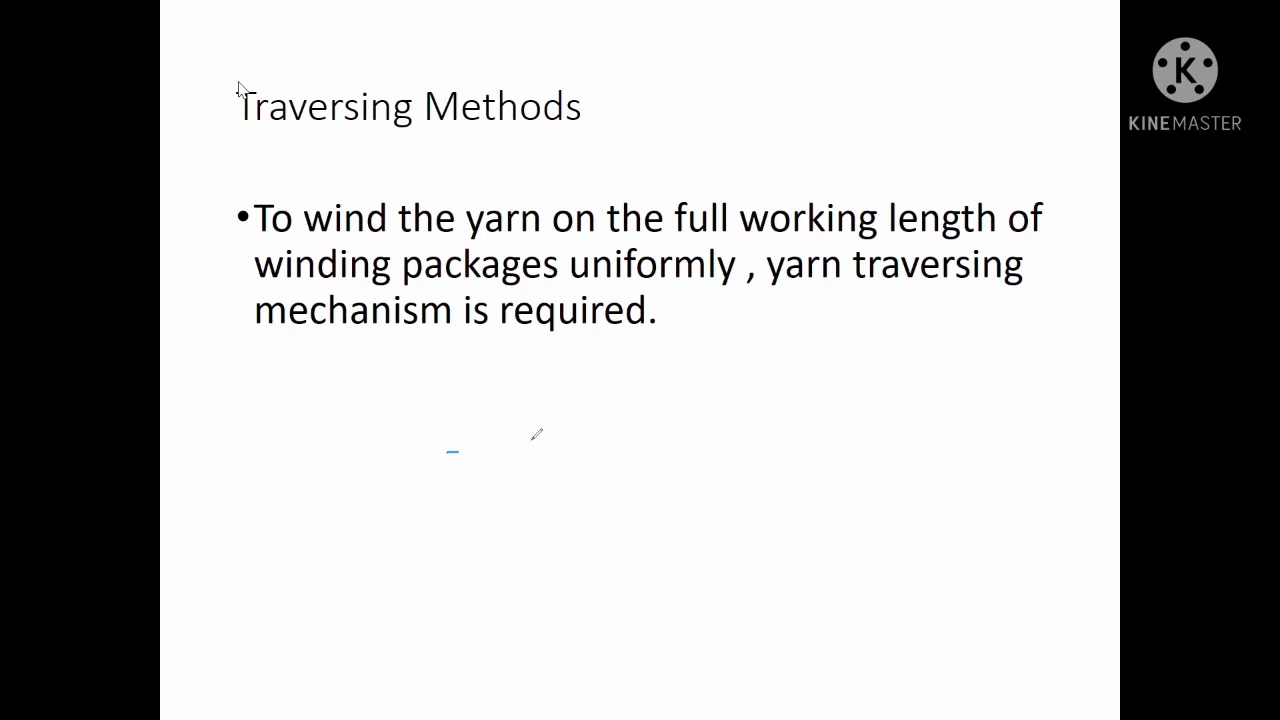 Traversing Methods
•To wind the yarn on the full working length of
winding packages uniformly , yarn traversing
mechanism is required.
K
KINEMASTER